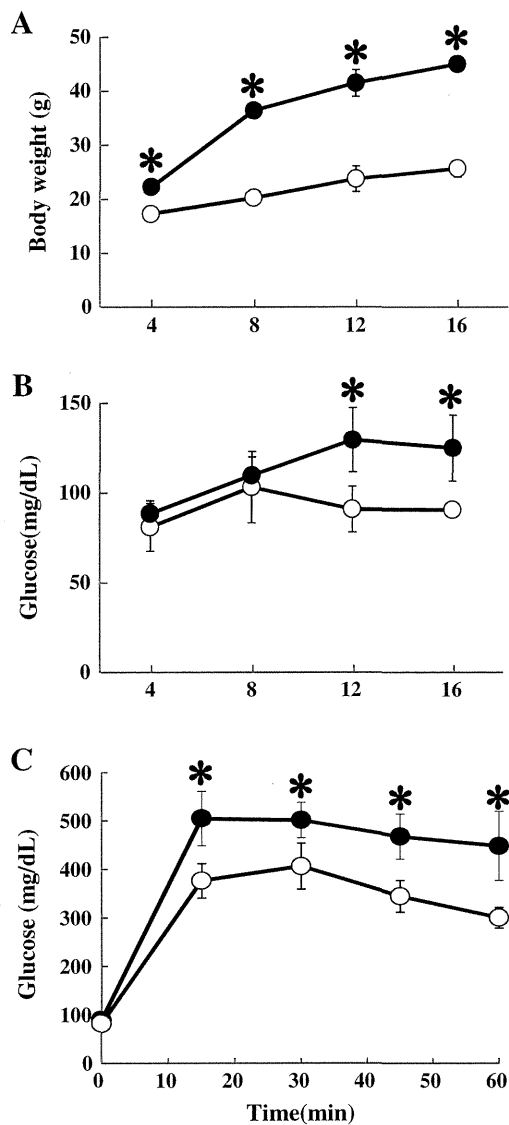 A
Body weight (g)
50
40
30
20
10
0
* * * *
4 8 12 16
B
Glucose(mg/dL)
150
100
50
0
* *
4 8 12 16
C
Glucose (mg/dL)
600
500
400
300
200
100
0
* * * *
0 10 20 30 40 50 60
Time(min)